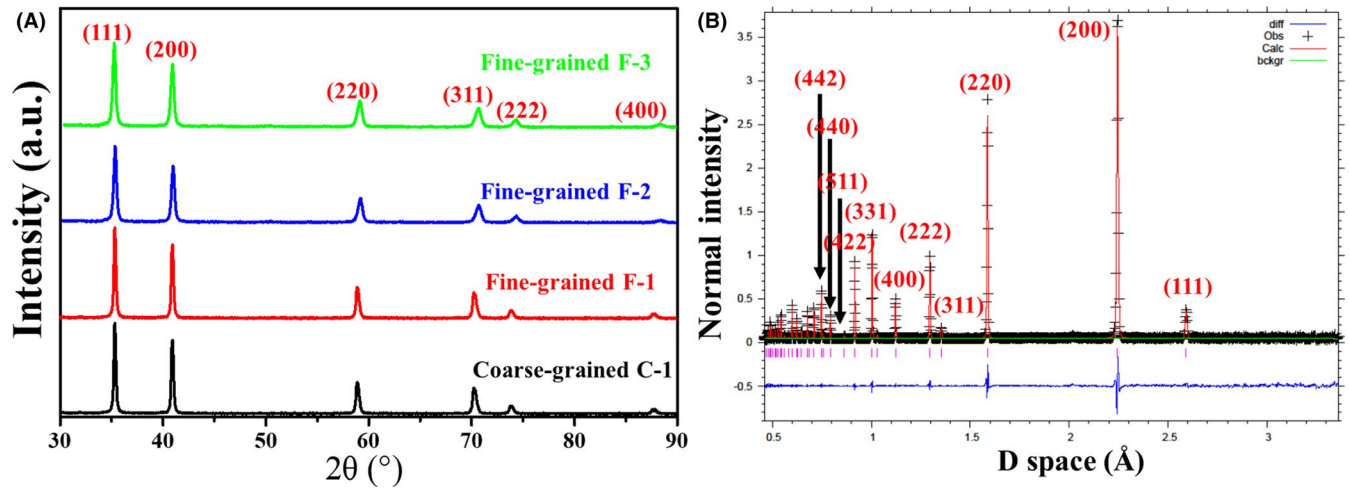 (A)
(111)
(200)
Fine-grained F-3
(220)
(311)
(222)
(400)
Fine-grained F-2
Fine-grained F-1
Coarse-grained C-1
Intensity (a.u.)
30 40 50 60 70 80 90
2θ (°)
(B)
diff
Obs
Calc
bckgr
(200)
(442)
(220)
(440)
(511)
(331)
(422)
(222)
(400)
(311)
(111)
Normal intensity
3.5
3
2.5
2
1.5
1
0.5
0
-0.5
0.5 1 1.5 2 2.5 3
D space (Å)